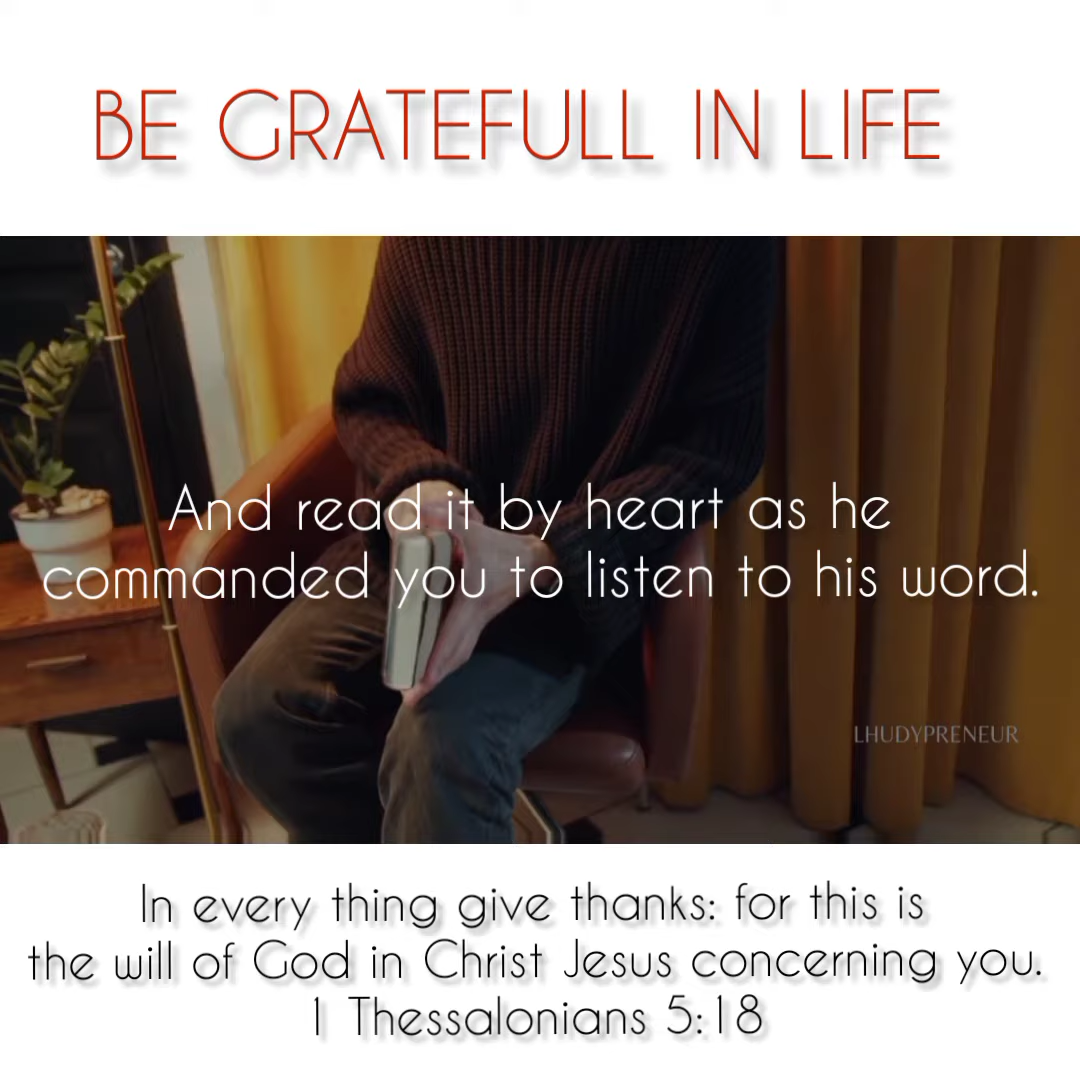 BE GRATEFULL IN LIFE
And read it by heart as he
commanded you to listen to his word.
LHUDYPRENEUR
In every thing give thanks: for this is
the will of God in Christ Jesus concerning you.
1 Thessalonians 5:18